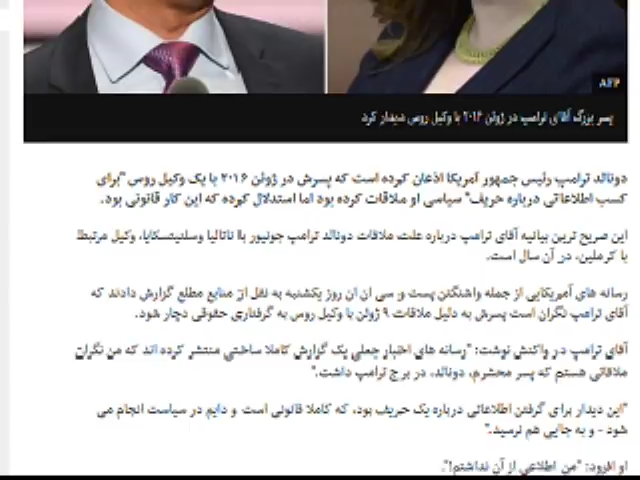 AFP
پسر بزرگ آقای ترامپ در ژوئن ۲۰۱۶ با وکیل روس دیدار کرد
دونالد ترامپ رئیس جمهور آمریکا اذعان کرده است که پسرش در ژوئن ۲۰۱۶ با یک وکیل روس "برای
کسب اطلاعاتی درباره حریف" سیاسی او ملاقات کرده بود اما استدلال کرده که این کار قانونی بود.
این صریح ترین بیانیه آقای ترامپ درباره علت ملاقات دونالد ترامپ جونیور با ناتالیا وسلنیتسکایا، وکیل مرتبط
با کرملین، در آن سال است.
رسانه های آمریکایی از جمله واشنگتن پست و سی ان ان روز یکشنبه به نقل از منابع مطلع گزارش دادند که
آقای ترامپ نگران است پسرش به دلیل ملاقات ۹ ژوئن با وکیل روس به گرفتاری حقوقی دچار شود.
آقای ترامپ در واکنش نوشت: "رسانه های اخبار جعلی یک گزارش کاملا ساختی منتشر کرده اند که من نگران
ملاقاتی هستم که پسر محشرم، دونالد، در برج ترامپ داشت."
"این دیدار برای گرفتن اطلاعاتی درباره یک حریف بود، که کاملا قانونی است و دایم در سیاست انجام می
شود - و به جایی هم نرسید."
او افزود: "من اطلاعی از آن نداشتم!".